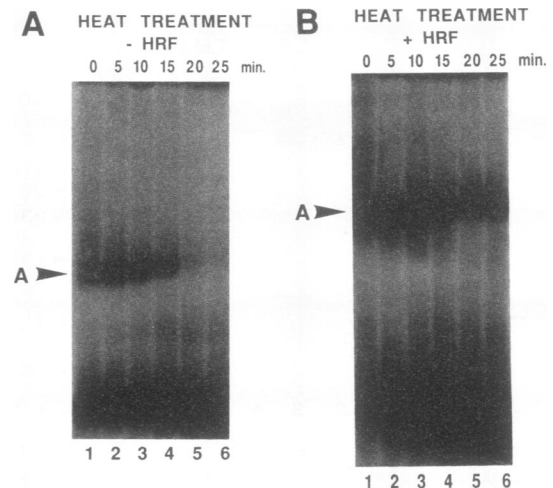 A
HEAT TREATMENT
- HRF
0 5 10 15 20 25 min.
A
1 2 3 4 5 6
B
HEAT TREATMENT
+ HRF
0 5 10 15 20 25 min.
A
1 2 3 4 5 6